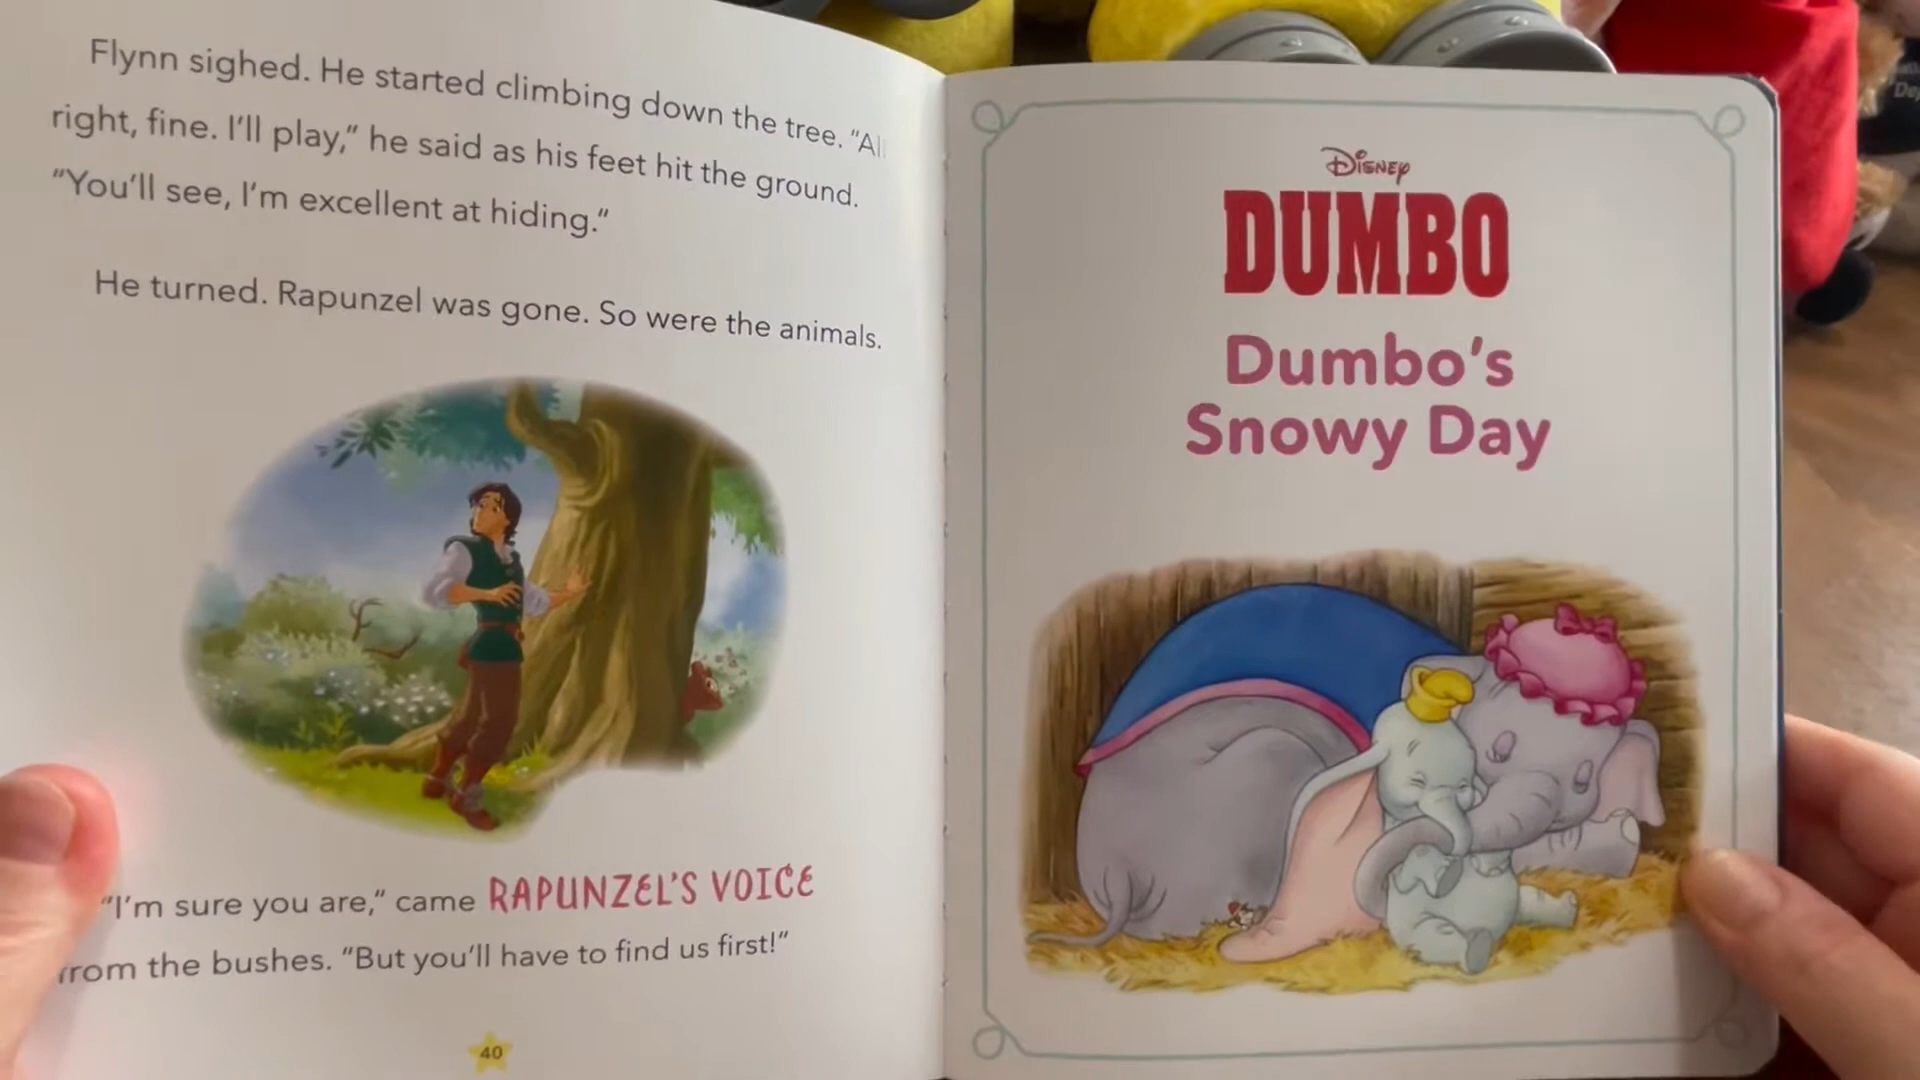 Flynn sighed. He started climbing down the tree. "All
right, fine. I'll play," he said as his feet hit the ground.
"You'll see, I'm excellent at hiding."
He turned. Rapunzel was gone. So were the animals.
"I'm sure you are," came RAPUNZEL'S VOICE
from the bushes. "But you'll have to find us first!"
40
Disney
DUMBO
Dumbo's
Snowy Day